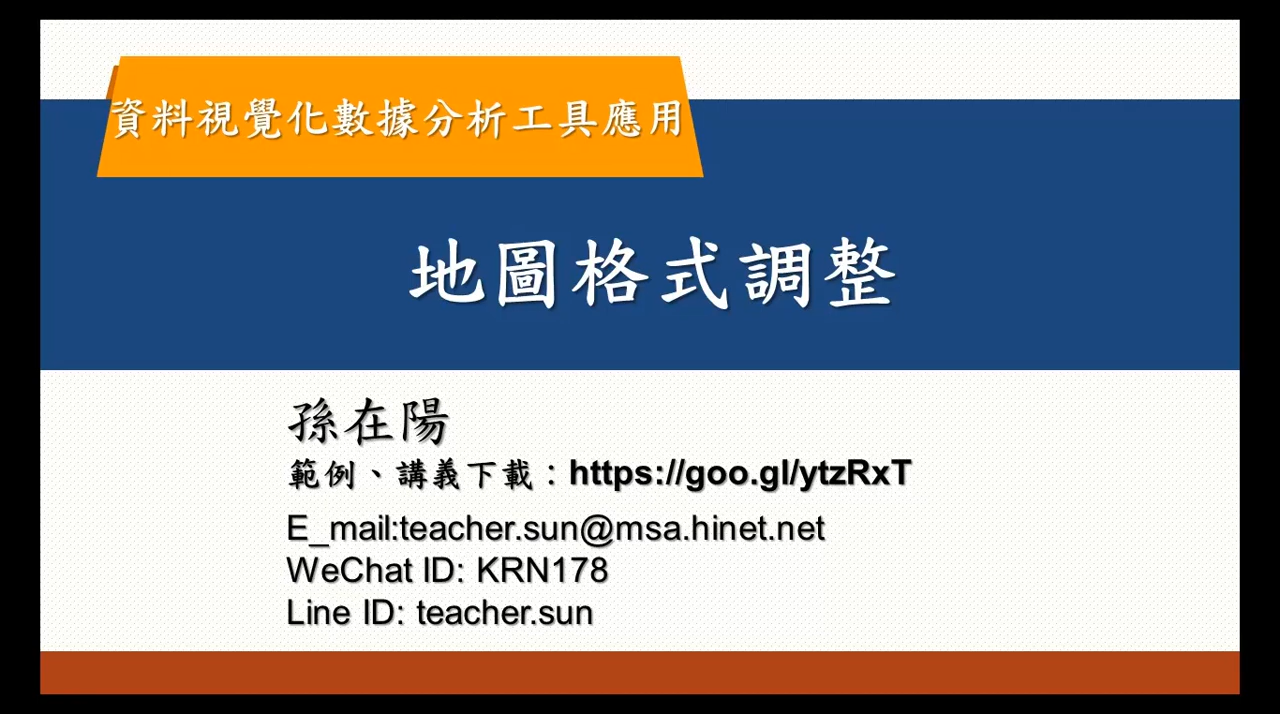 資料視覺化數據分析工具應用
地圖格式調整
孫在陽
範例、講義下載：https://goo.gl/ytzRxT
E_mail:teacher.sun@msa.hinet.net
WeChat ID: KRN178
Line ID: teacher.sun